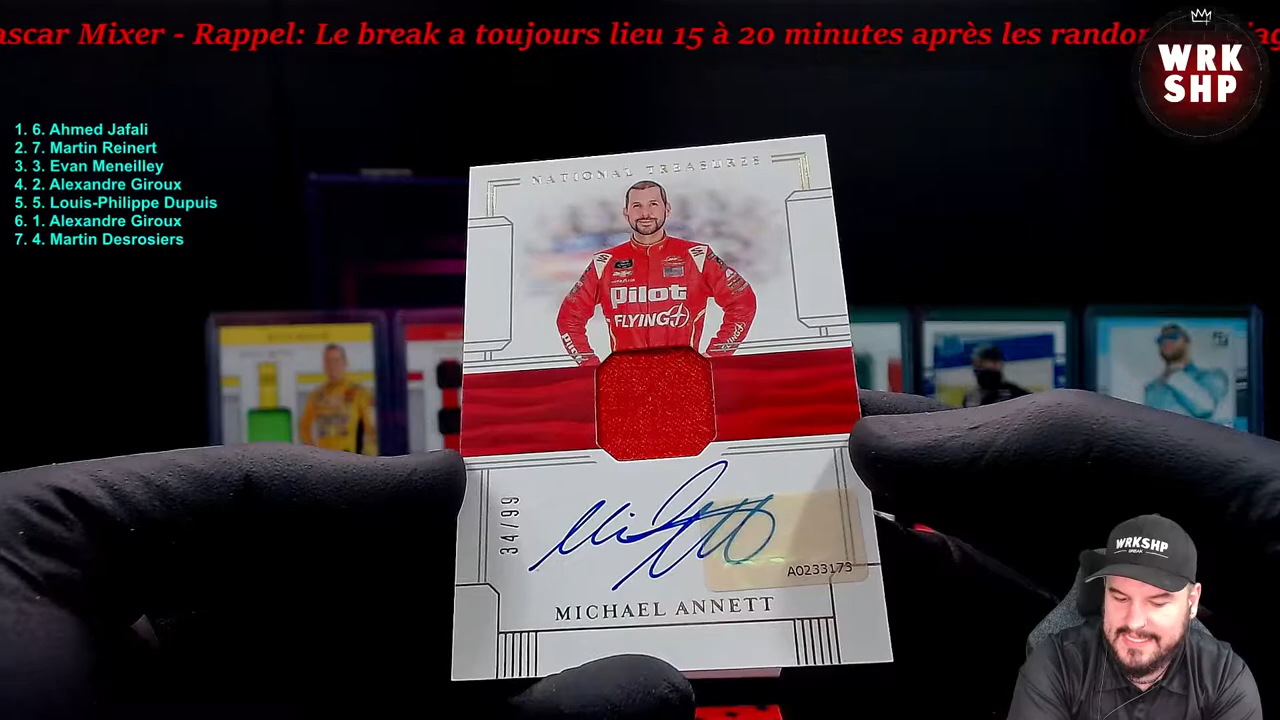 ascar Mixer - Rappel: Le break a toujours lieu 15 à 20 minutes après les randor
WRK
SHP
1. 6. Ahmed Jafali
2. 7. Martin Reinert
3. 3. Evan Meneilley
4. 2. Alexandre Giroux
5. 5. Louis-Philippe Dupuis
6. 1. Alexandre Giroux
7. 4. Martin Desrosiers
NATIONAL TREASURES
Pilot
FLYING J
34/99
A0233173
MICHAEL ANNETT
WRKSHP
BREAK